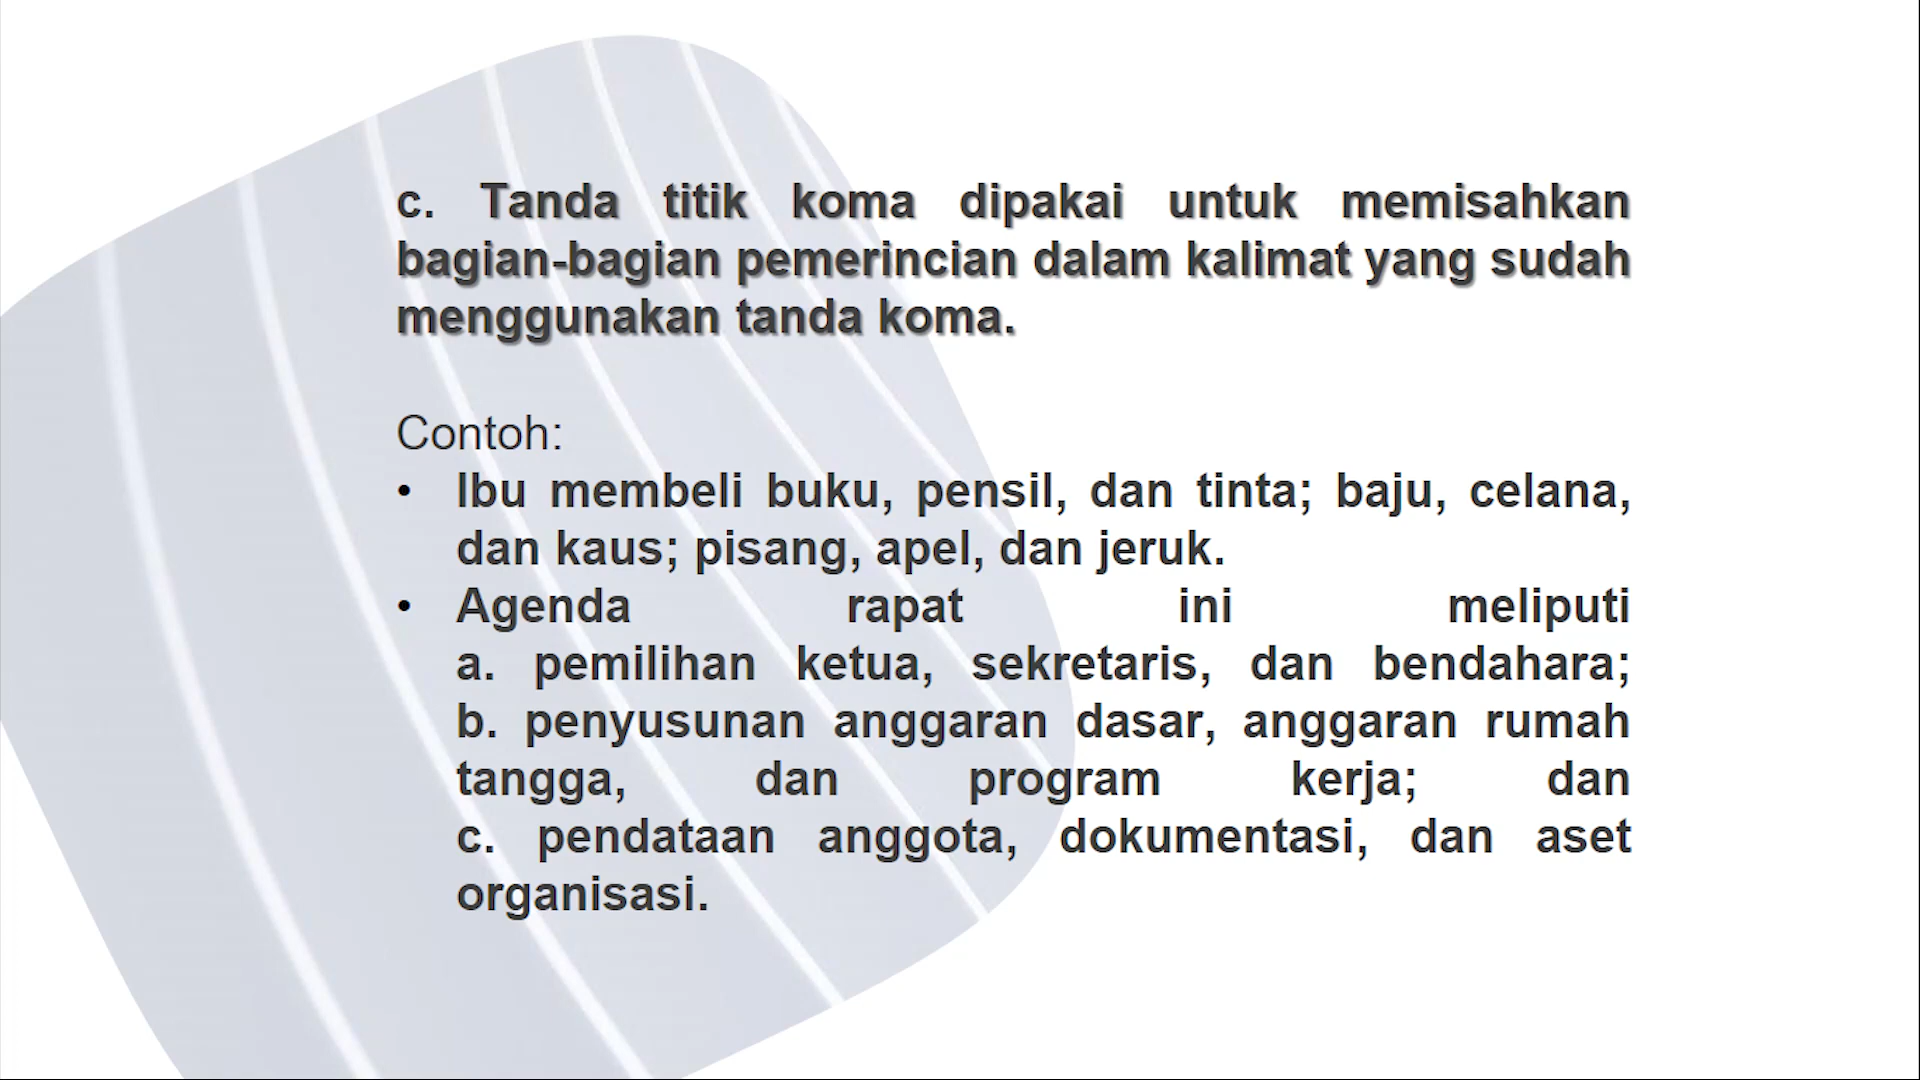 c. Tanda titik koma dipakai untuk memisahkan
bagian-bagian pemerincian dalam kalimat yang sudah
menggunakan tanda koma.
Contoh:
• Ibu membeli buku, pensil, dan tinta; baju, celana,
dan kaus; pisang, apel, dan jeruk.
• Agenda rapat ini meliputi
a. pemilihan ketua, sekretaris, dan bendahara;
b. penyusunan anggaran dasar, anggaran rumah
tangga, dan program kerja; dan
c. pendataan anggota, dokumentasi, dan aset
organisasi.